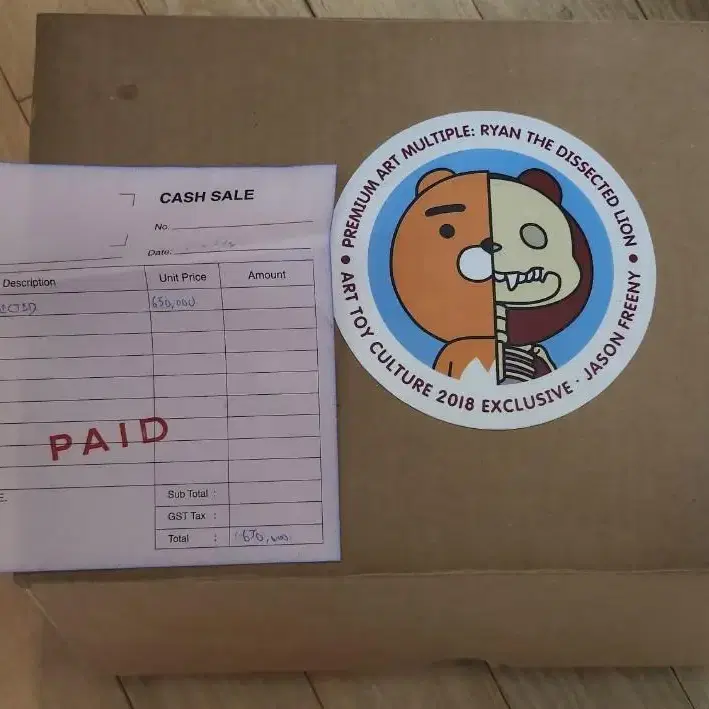 CASH SALE
No.
Date:
Description
Unit Price
Amount
650,000
PAID
Sub Total :
GST Tax :
Total :
PREMIUM ART MULTIPLE: RYAN THE DISSECTED LION
ART TOY CULTURE 2018 EXCLUSIVE · JASON FREENY